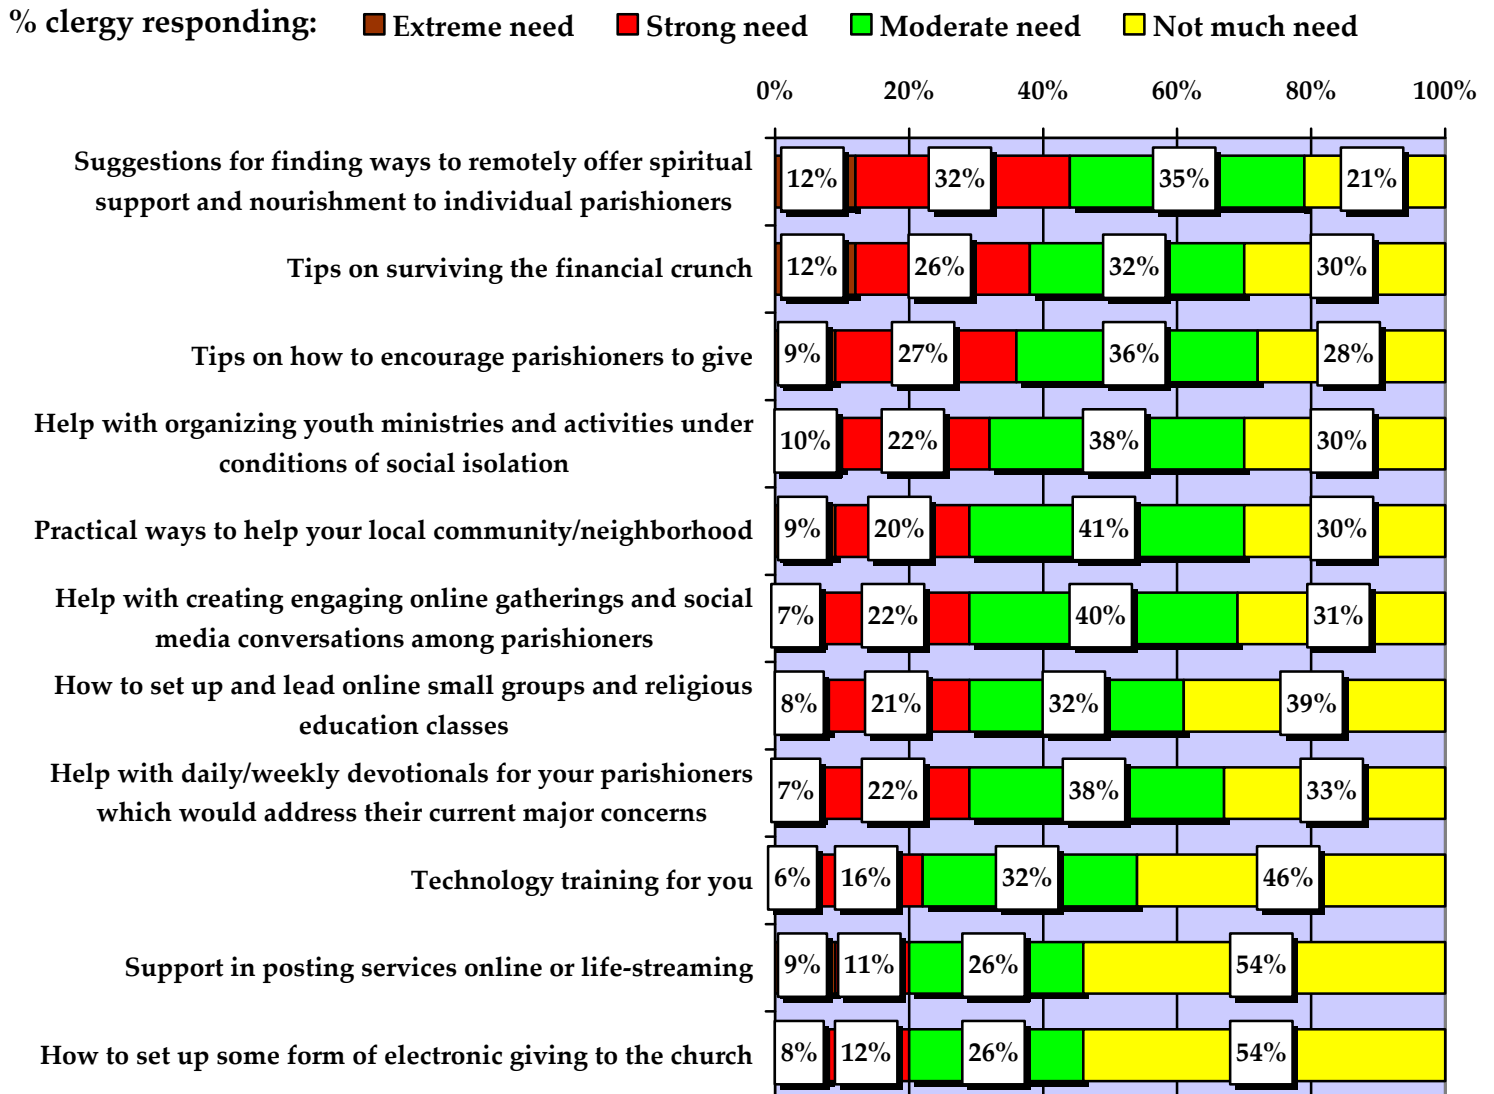 % clergy responding: Extreme need Strong need Moderate need Not much need
0% 20% 40% 60% 80% 100%
Suggestions for finding ways to remotely offer spiritual
support and nourishment to individual parishioners
12% 32% 35% 21%
Tips on surviving the financial crunch
12% 26% 32% 30%
Tips on how to encourage parishioners to give
9% 27% 36% 28%
Help with organizing youth ministries and activities under
conditions of social isolation
10% 22% 38% 30%
Practical ways to help your local community/neighborhood
9% 20% 41% 30%
Help with creating engaging online gatherings and social
media conversations among parishioners
7% 22% 40% 31%
How to set up and lead online small groups and religious
education classes
8% 21% 32% 39%
Help with daily/weekly devotionals for your parishioners
which would address their current major concerns
7% 22% 38% 33%
Technology training for you
6% 16% 32% 46%
Support in posting services online or life-streaming
9% 11% 26% 54%
How to set up some form of electronic giving to the church
8% 12% 26% 54%